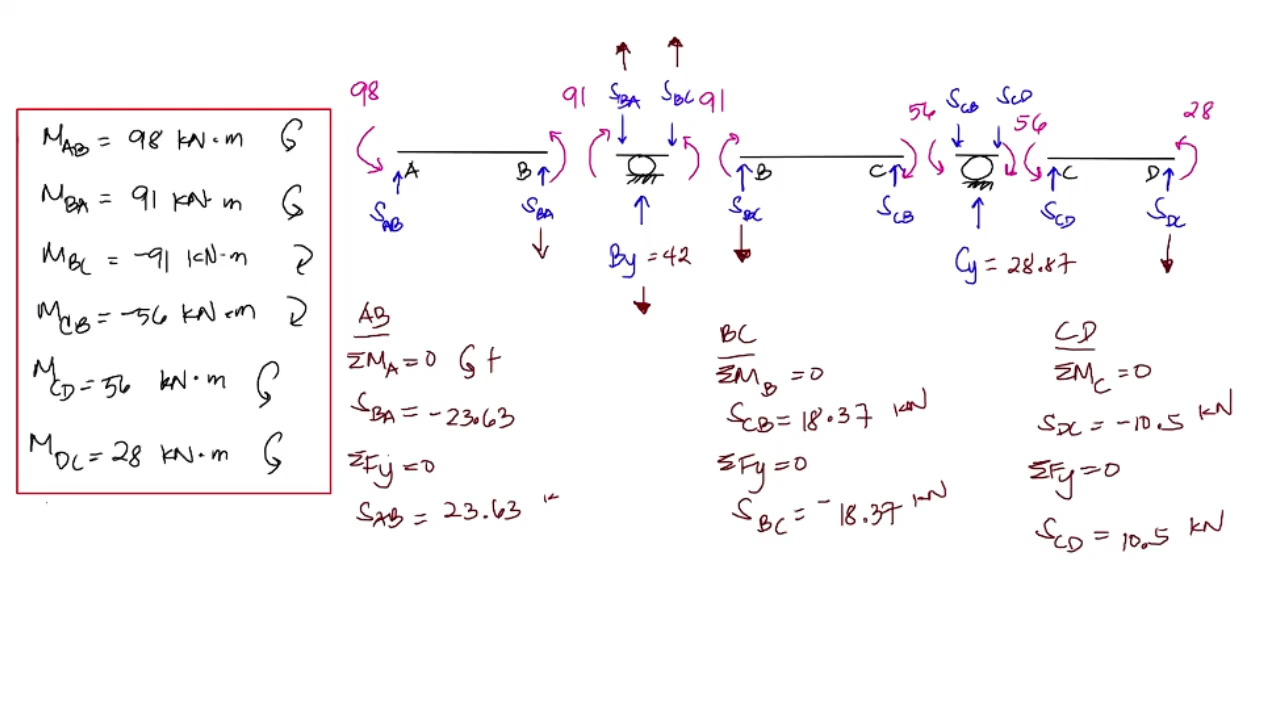 M_AB = 98 kN·m
M_BA = 91 kN·m
M_BC = -91 kN·m
M_CB = -56 kN·m
M_CD = 56 kN·m
M_DC = 28 kN·m
98
91
S_BA
S_BC
91
56
S_CB
S_CD
56
28
A
B
B
C
C
D
S_AB
S_BA
S_BC
S_CB
S_CD
S_DC
By = 42
Cy = 28.87
AB
ΣM_A = 0 +
S_BA = -23.63
ΣFy = 0
S_AB = 23.63 k
BC
ΣM_B = 0
S_CB = 18.37 kN
ΣFy = 0
S_BC = -18.37 kN
CD
ΣM_C = 0
S_DC = -10.5 kN
ΣFy = 0
S_CD = 10.5 kN